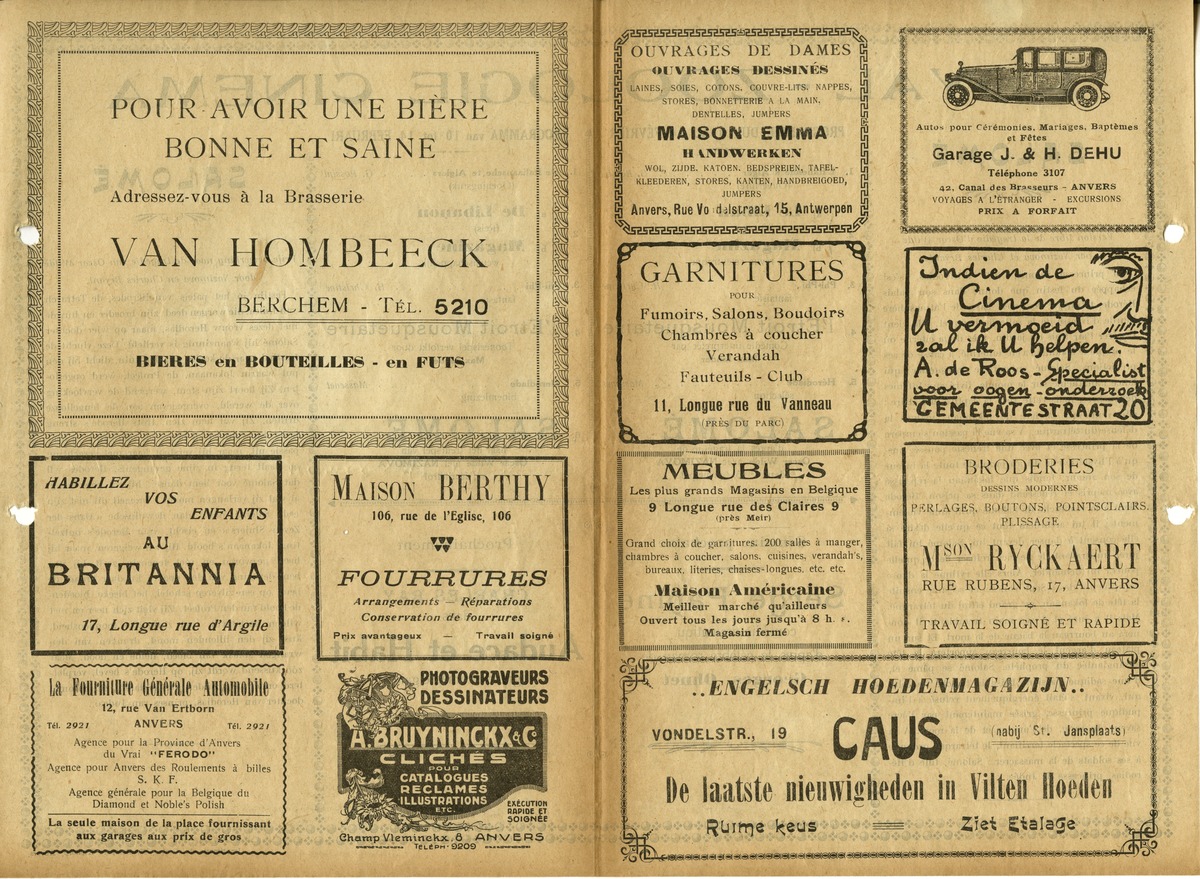 POUR AVOIR UNE BIÈRE
BONNE ET SAINE
Adressez-vous à la Brasserie
VAN HOMBEECK
BERCHEM - TÉL. 5210
BIERES en BOUTEILLES - en FUTS
HABILLEZ
VOS
ENFANTS
AU
BRITANNIA
17, Longue rue d'Argile
MAISON BERTHY
106, rue de l'Eglise, 106
FOURRURES
Arrangements — Réparations
Conservation de fourrures
Prix avantageux — Travail soigné
La Fourniture Générale Automobile
12, rue Van Ertborn
Tél. 2921 ANVERS Tél. 2921
Agence pour la Province d'Anvers
du Vrai "FERODO"
Agence pour Anvers des Roulements à billes
S. K. F.
Agence générale pour la Belgique du
Diamond et Noble's Polish
La seule maison de la place fournissant
aux garages aux prix de gros
PHOTOGRAVEURS
DESSINATEURS
A. BRUYNINCKX & Co
CLICHÉS
POUR
CATALOGUES
RÉCLAMES
ILLUSTRATIONS
ETC.
EXÉCUTION
RAPIDE ET
SOIGNÉE
Champ Vleminckx. 8 ANVERS
TÉLÉPH. 9209
OUVRAGES DE DAMES
OUVRAGES DESSINÉS
LAINES, SOIES, COTONS. COUVRE-LITS. NAPPES,
STORES, BONNETTERIE A LA MAIN.
DENTELLES, JUMPERS
MAISON EMMA
HANDWERKEN
WOL, ZIJDE. KATOEN. BEDSPREIEN, TAFEL-
KLEEDEREN, STORES, KANTEN, HANDBREIGOED,
JUMPERS
Anvers, Rue Vo delstraat, 15, Antwerpen
Autos pour Cérémonies, Mariages, Baptêmes
et Fêtes
Garage J. & H. DEHU
Téléphone 3107
42, Canal des Brasseurs - ANVERS
VOYAGES A L'ÉTRANGER - EXCURSIONS
PRIX A FORFAIT
GARNITURES
POUR
Fumoirs, Salons, Boudoirs
Chambres à coucher
Verandah
Fauteuils - Club
11, Longue rue du Vanneau
(PRÈS DU PARC)
Indien de
Cinema
U vermoeid
zal ik U helpen.
A. de Roos - Specialist
voor oogen-onderzoek
GEMEENTESTRAAT 20
MEUBLES
Les plus grands Magasins en Belgique
9 Longue rue des Claires 9
(près Meir)
Grand choix de garnitures. 200 salles à manger,
chambres à coucher, salons, cuisines, verandah's,
bureaux, literies, chaises-longues, etc. etc.
Maison Américaine
Meilleur marché qu'ailleurs
Ouvert tous les jours jusqu'à 8 h. s.
Magasin fermé
BRODERIES
DESSINS MODERNES
PERLAGES, BOUTONS, POINTSCLAIRS.
PLISSAGE
MSON RYCKAERT
RUE RUBENS, 17, ANVERS
TRAVAIL SOIGNÉ ET RAPIDE
..ENGELSCH HOEDENMAGAZIJN..
VONDELSTR., 19 CAUS (nabij St. Jansplaats)
De laatste nieuwigheden in Vilten Hoeden
Ruime keus Ziet Etalage